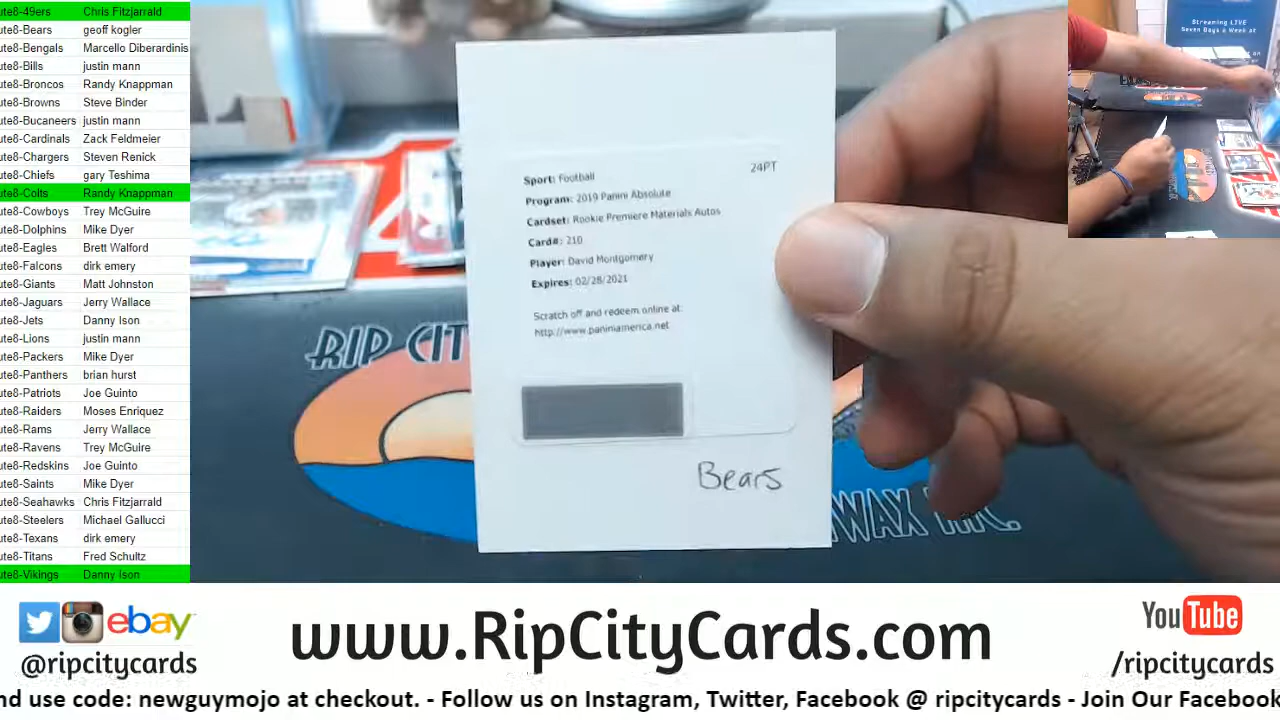 ute8-49ers Chris Fitzjarrald
ute8-Bears geoff kogler
ute8-Bengals Marcello Diberardinis
ute8-Bills justin mann
ute8-Broncos Randy Knappman
ute8-Browns Steve Binder
ute8-Bucaneers justin mann
ute8-Cardinals Zack Feldmeier
ute8-Chargers Steven Renick
ute8-Chiefs gary Teshima
ute8-Colts Randy Knappman
ute8-Cowboys Trey McGuire
ute8-Dolphins Mike Dyer
ute8-Eagles Brett Walford
ute8-Falcons dirk emery
ute8-Giants Matt Johnston
ute8-Jaguars Jerry Wallace
ute8-Jets Danny Ison
ute8-Lions justin mann
ute8-Packers Mike Dyer
ute8-Panthers brian hurst
ute8-Patriots Joe Guinto
ute8-Raiders Moses Enriquez
ute8-Rams Jerry Wallace
ute8-Ravens Trey McGuire
ute8-Redskins Joe Guinto
ute8-Saints Mike Dyer
ute8-Seahawks Chris Fitzjarrald
ute8-Steelers Michael Gallucci
ute8-Texans dirk emery
ute8-Titans Fred Schultz
ute8-Vikings Danny Ison
24PT
Sport: Football
Program: 2019 Panini Absolute
Cardset: Rookie Premiere Materials Autos
Card#: 210
Player: David Montgomery
Expires: 02/28/2021
Scratch off and redeem online at:
http://www.paniniamerica.net
Bears
RIP CIT
WAX INC.
Streaming LIVE
Seven Days a Week at
ebay
@ripcitycards
www.RipCityCards.com
YouTube
/ripcitycards
nd use code: newguymojo at checkout. - Follow us on Instagram, Twitter, Facebook @ ripcitycards - Join Our Facebook